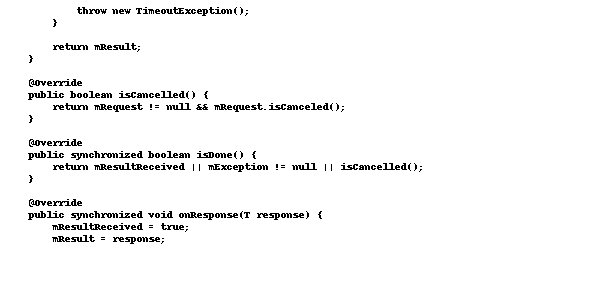 throw new TimeoutException();
}
return mResult;
}
@Override
public boolean isCancelled() {
return mRequest != null && mRequest.isCanceled();
}
@Override
public synchronized boolean isDone() {
return mResultReceived || mException != null || isCancelled();
}
@Override
public synchronized void onResponse(T response) {
mResultReceived = true;
mResult = response;